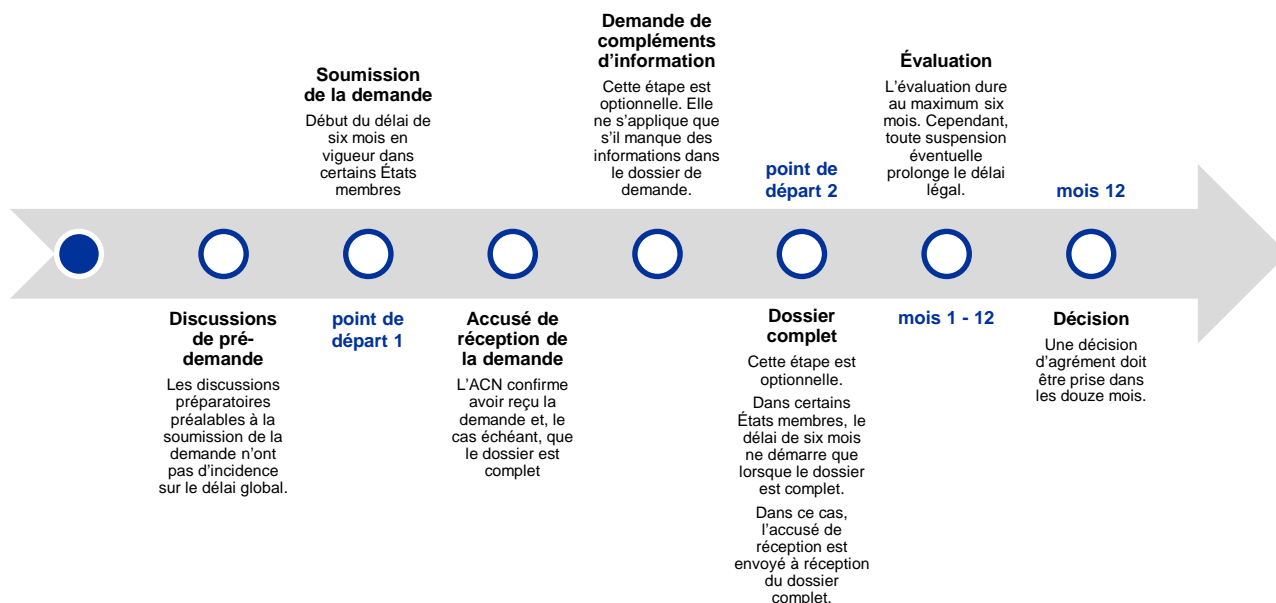 Discussions
de pré-
demande
Les discussions
préparatoires
préalables à la
soumission de la
demande n'ont
pas d'incidence
sur le délai global.
Soumission
de la demande
Début du délai de
six mois en
vigueur dans
certains États
membres
point de
départ 1
Accusé de
réception de
la demande
L'ACN confirme
avoir reçu la
demande et, le
cas échéant, que
le dossier est
complet
Demande de
compléments
d'information
Cette étape est
optionnelle. Elle
ne s'applique que
s'il manque des
informations dans
le dossier de
demande.
point de
départ 2
Dossier
complet
Cette étape est
optionnelle.
Dans certains
États membres, le
délai de six mois
ne démarre que
lorsque le dossier
est complet.
Dans ce cas,
l'accusé de
réception est
envoyé à réception
du dossier
complet.
Évaluation
L'évaluation dure
au maximum six
mois. Cependant,
toute suspension
éventuelle
prolonge le délai
légal.
mois 1 - 12
mois 12
Décision
Une décision
d'agrément doit
être prise dans
les douze mois.